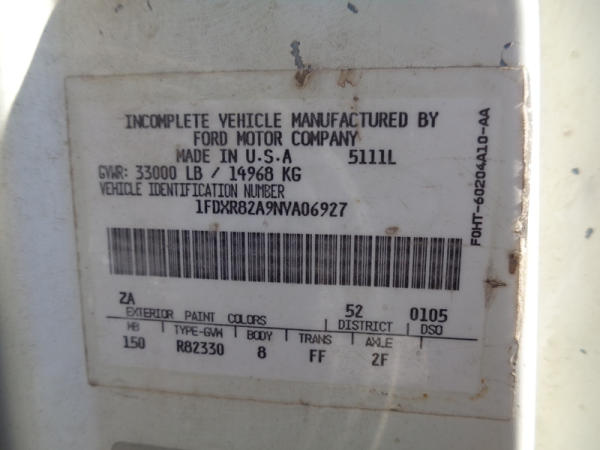 INCOMPLETE VEHICLE MANUFACTURED BY
FORD MOTOR COMPANY
MADE IN U.S.A 5111L
GVWR: 33000 LB / 14968 KG
VEHICLE IDENTIFICATION NUMBER
1FDXR82A9NVA06927
ZA 52 0105
EXTERIOR PAINT COLORS DISTRICT DSO
WB TYPE-GVW BODY TRANS AXLE
150 R82330 8 FF 2F
F0HT-60204A10-AA